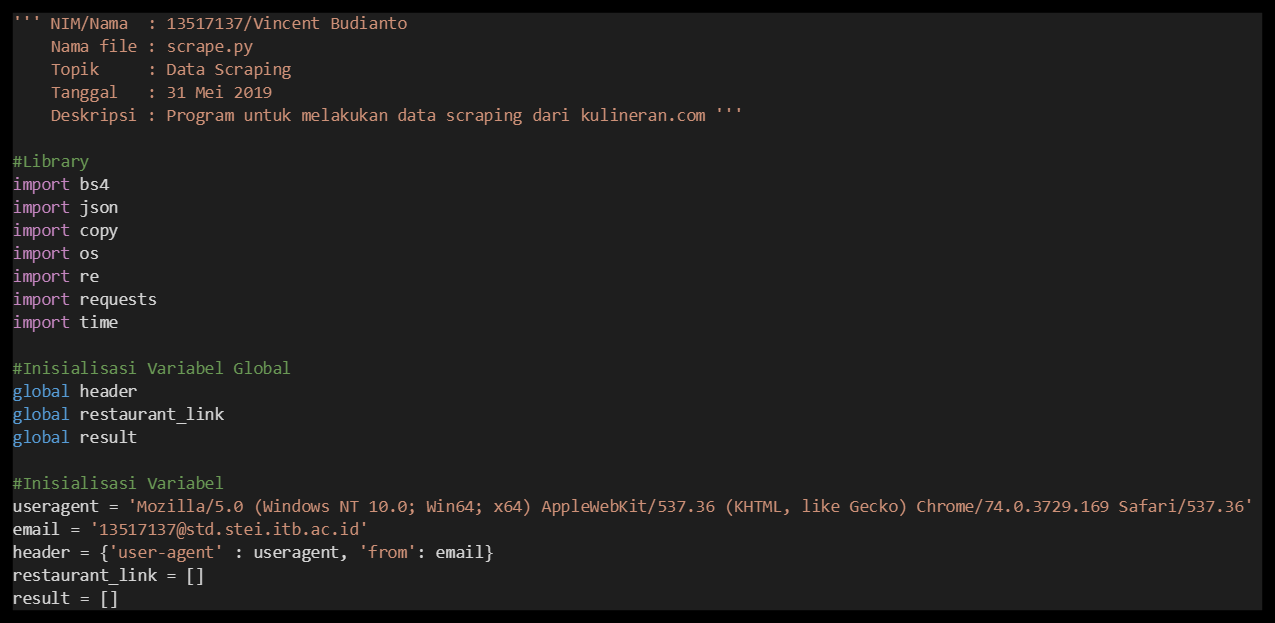 ''' NIM/Nama  : 13517137/Vincent Budianto
    Nama file : scrape.py
    Topik     : Data Scraping
    Tanggal   : 31 Mei 2019
    Deskripsi : Program untuk melakukan data scraping dari kulineran.com '''

#Library
import bs4
import json
import copy
import os
import re
import requests
import time

#Inisialisasi Variabel Global
global header
global restaurant_link
global result

#Inisialisasi Variabel
useragent = 'Mozilla/5.0 (Windows NT 10.0; Win64; x64) AppleWebKit/537.36 (KHTML, like Gecko) Chrome/74.0.3729.169 Safari/537.36'
email = '13517137@std.stei.itb.ac.id'
header = {'user-agent' : useragent, 'from': email}
restaurant_link = []
result = []